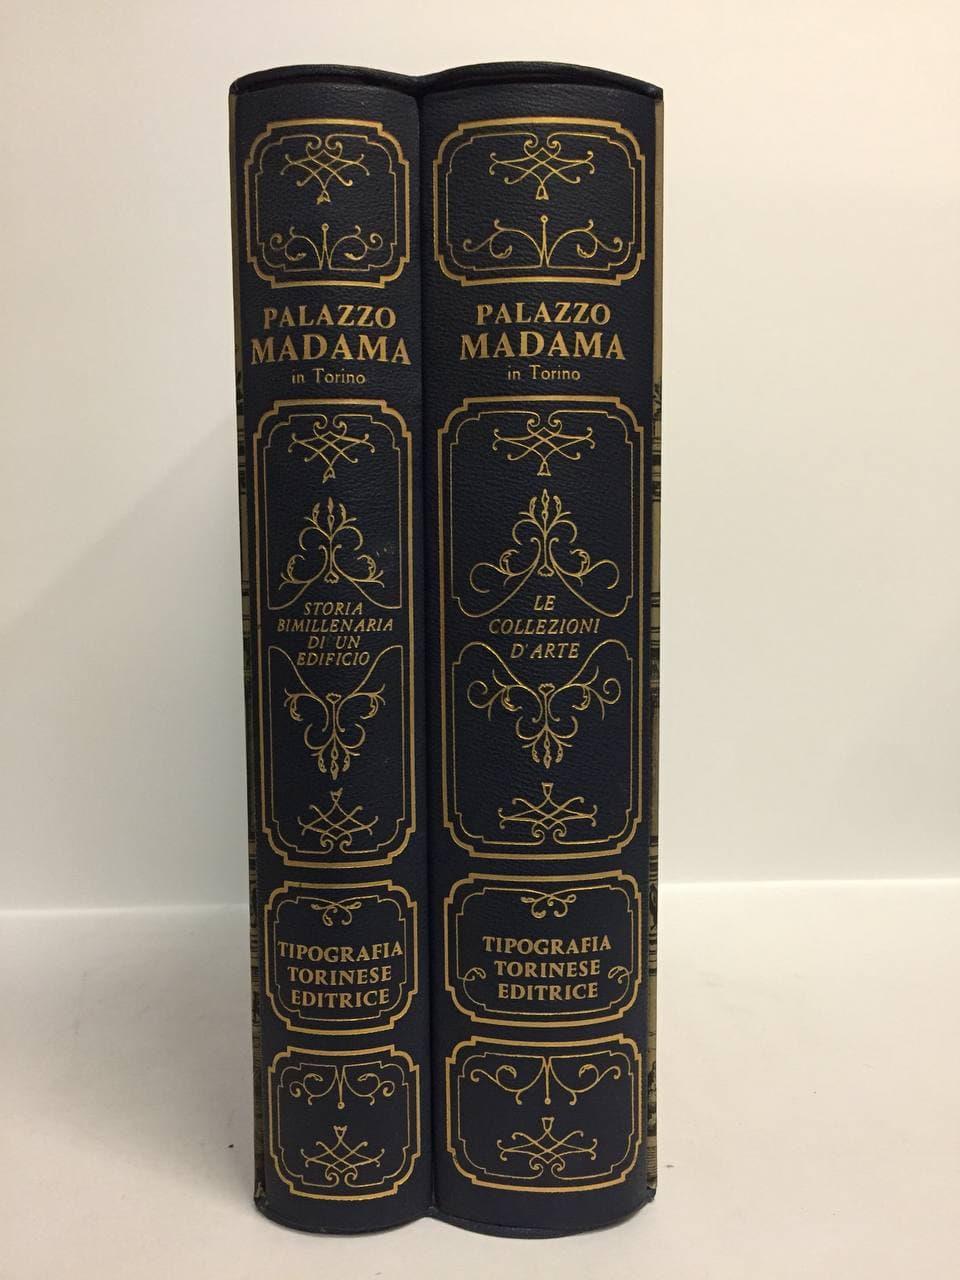 PALAZZO
MADAMA
in Torino
STORIA
BIMILLENARIA
DI UN
EDIFICIO
TIPOGRAFIA
TORINESE
EDITRICE
PALAZZO
MADAMA
in Torino
LE
COLLEZIONI
D'ARTE
TIPOGRAFIA
TORINESE
EDITRICE